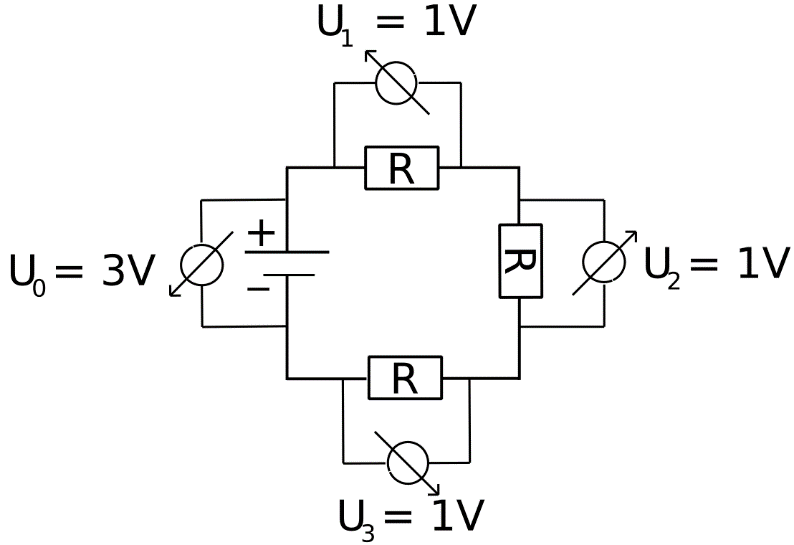 U₁ = 1V
R
+
U₀ = 3V
R
U₂ = 1V
−
R
U₃ = 1V